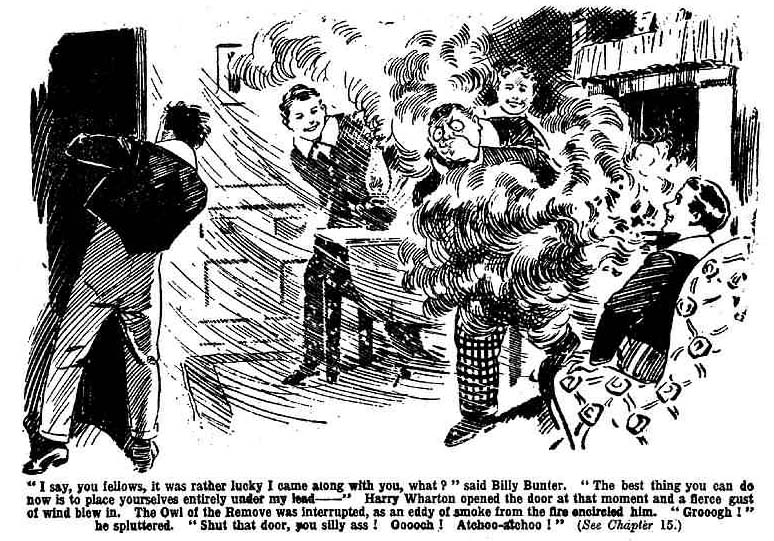 " I say, you fellows, it was rather lucky I came along with you, what ? " said Billy Bunter. " The best thing you can do
now is to place yourselves entirely under my lead—— " Harry Wharton opened the door at that moment and a fierce gust
of wind blew in. The Owl of the Remove was interrupted, as an eddy of smoke from the fire encircled him. " Grooogh ! "
he spluttered. " Shut that door, you silly ass ! Ooooch ! Atchoo-atchoo ! " (See Chapter 15.)